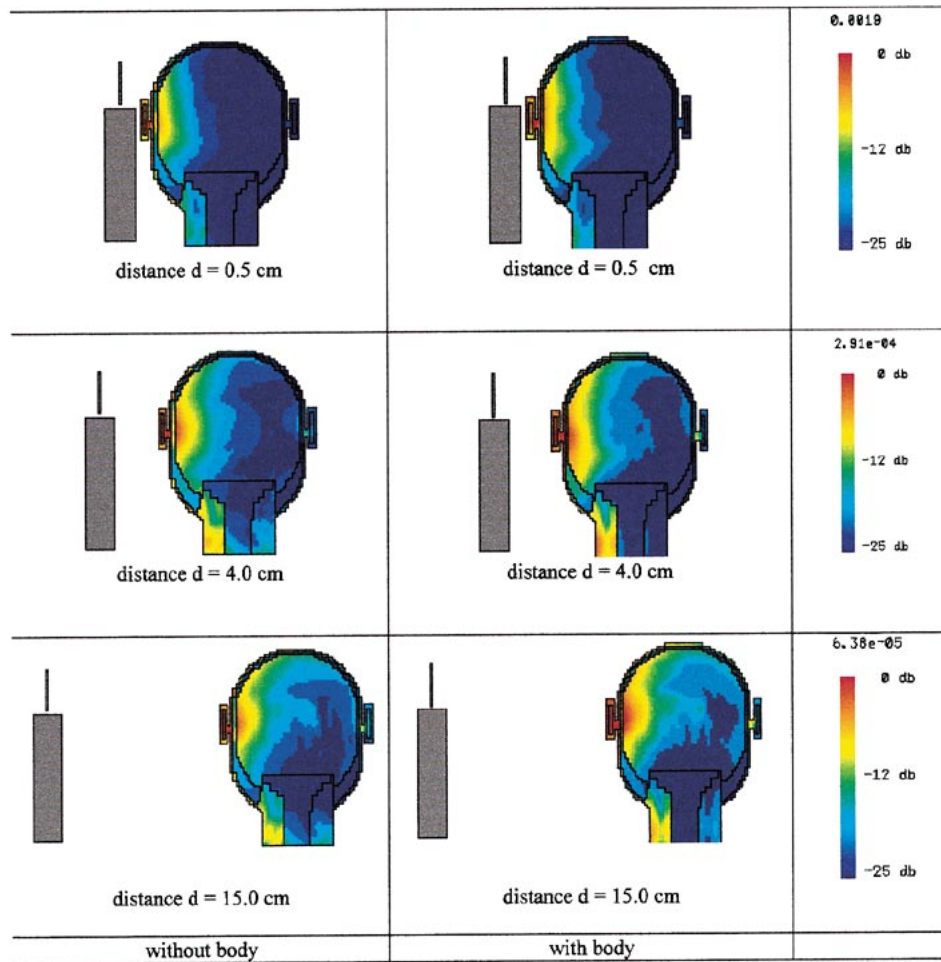 0.0019
0 db
-12 db
-25 db
distance d = 0.5 cm
distance d = 0.5 cm
2.91e-04
0 db
-12 db
-25 db
distance d = 4.0 cm
distance d = 4.0 cm
6.38e-05
0 db
-12 db
-25 db
distance d = 15.0 cm
distance d = 15.0 cm
without body
with body